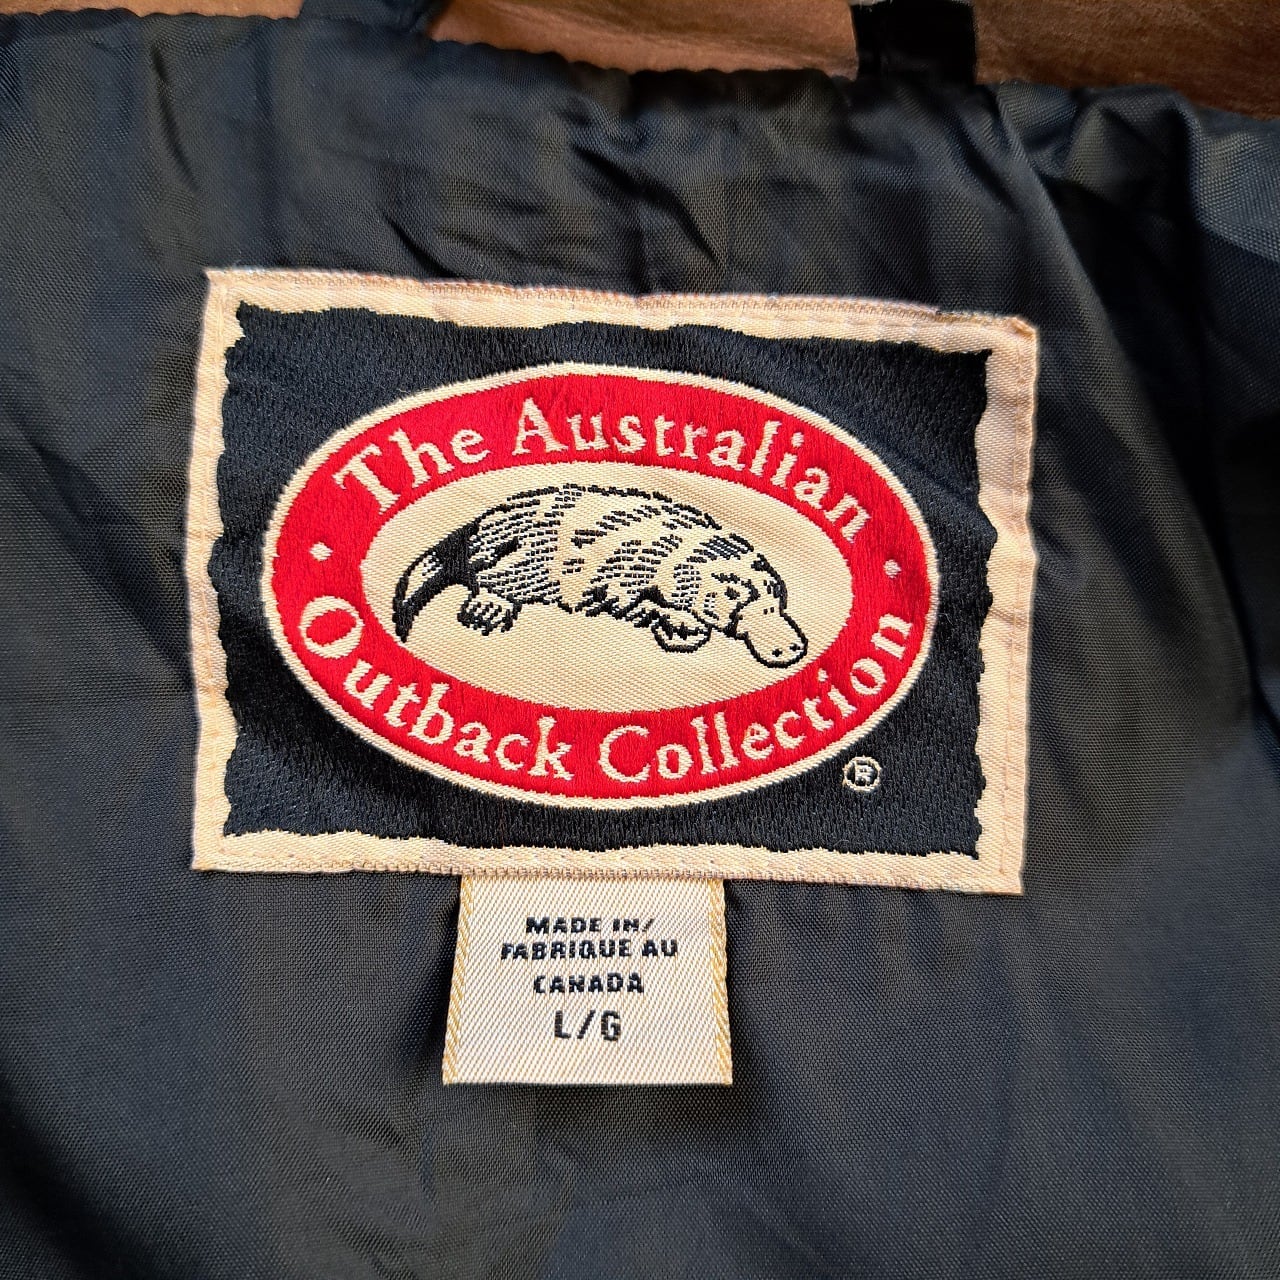 The Australian
Outback Collection
®
MADE IN/
FABRIQUE AU
CANADA
L/G